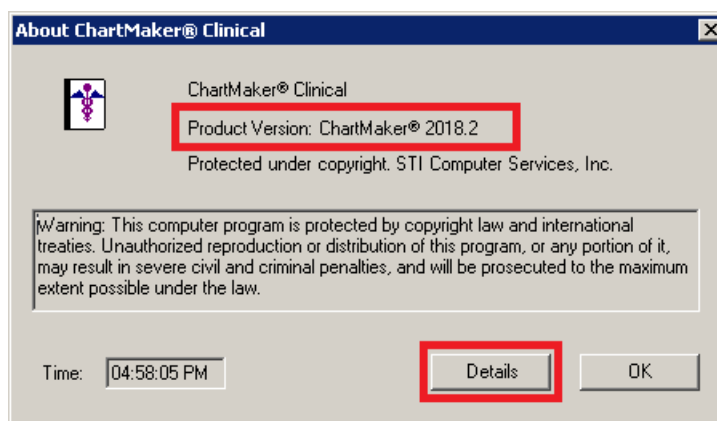 About ChartMaker® Clinical
ChartMaker® Clinical
Product Version: ChartMaker® 2018.2
Protected under copyright. STI Computer Services, Inc.
Warning: This computer program is protected by copyright law and international
treaties. Unauthorized reproduction or distribution of this program, or any portion of it,
may result in severe civil and criminal penalties, and will be prosecuted to the maximum
extent possible under the law.
Time: 04:58:05 PM
Details
OK